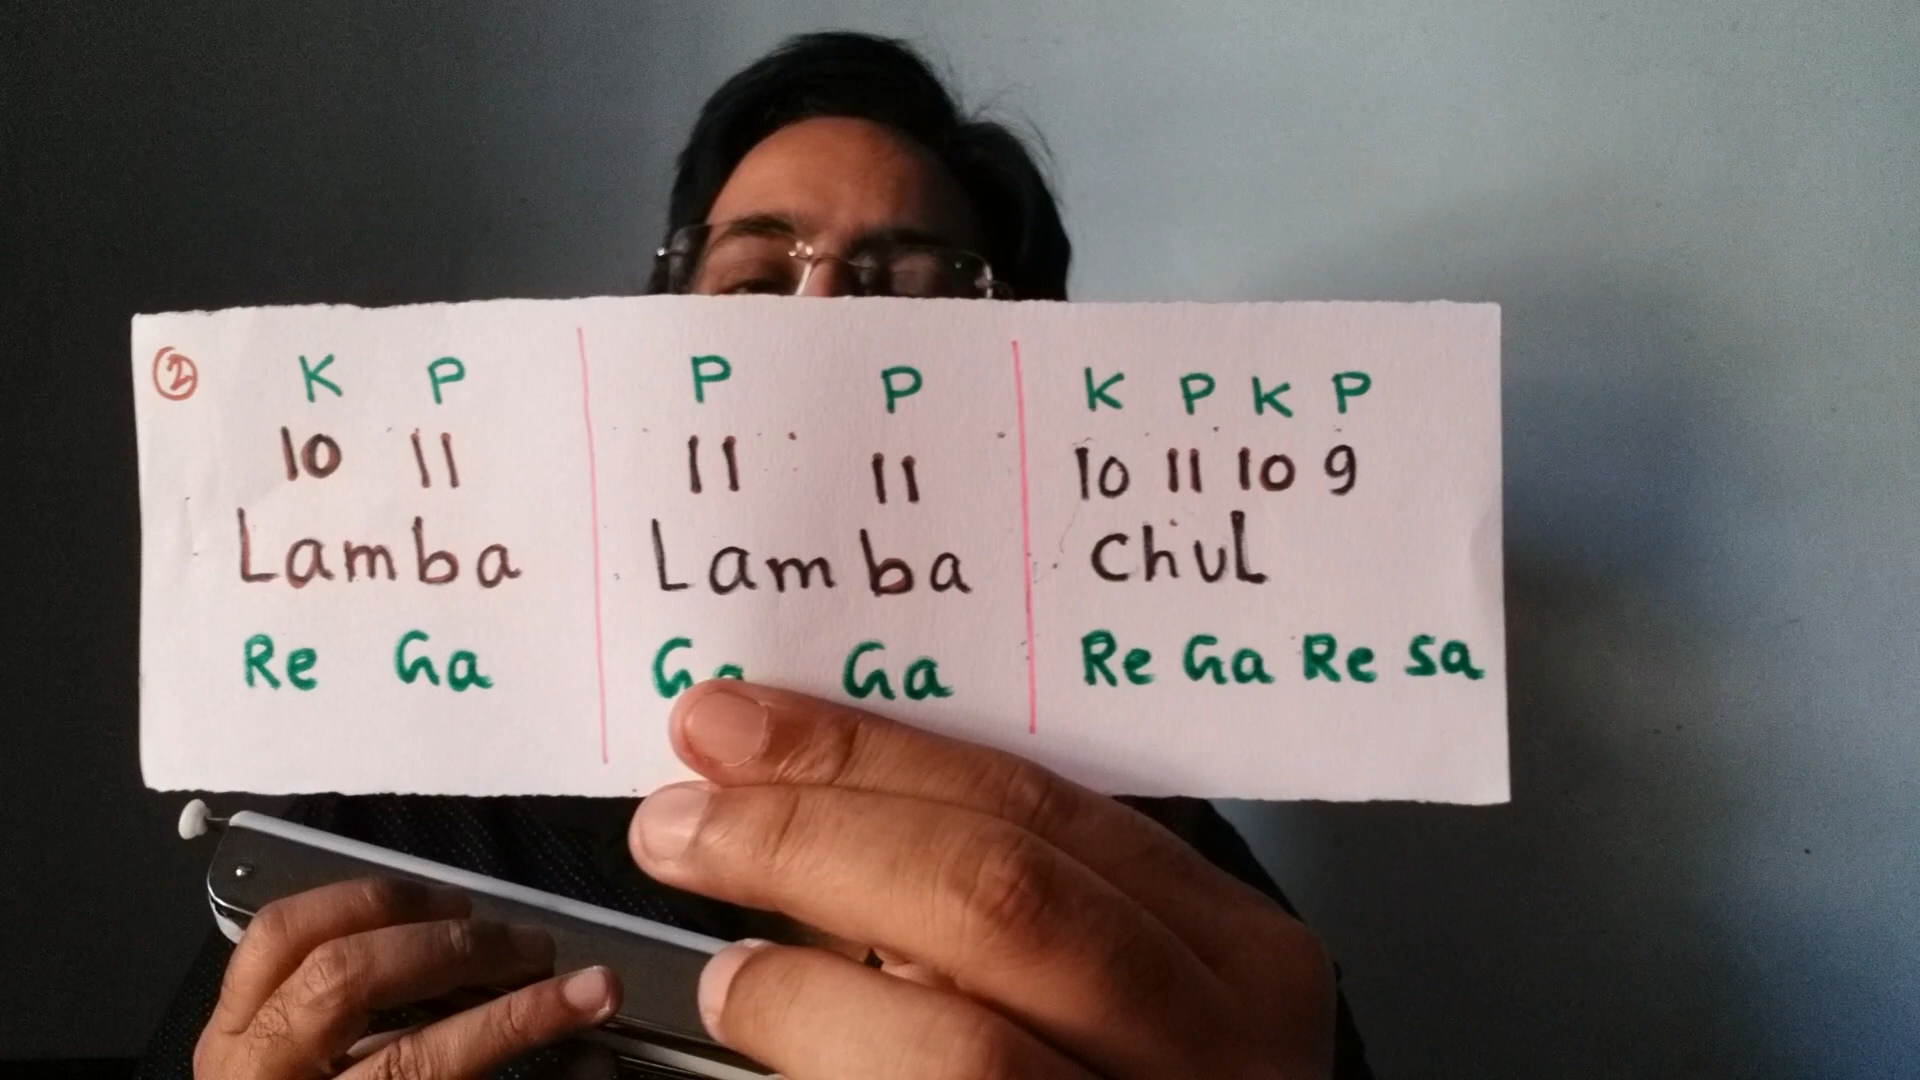 ② K P P P K P K P
10 11 11 11 10 11 10 9
Lamba Lamba Chul
Re Ga Ga Ga Re Ga Re Sa